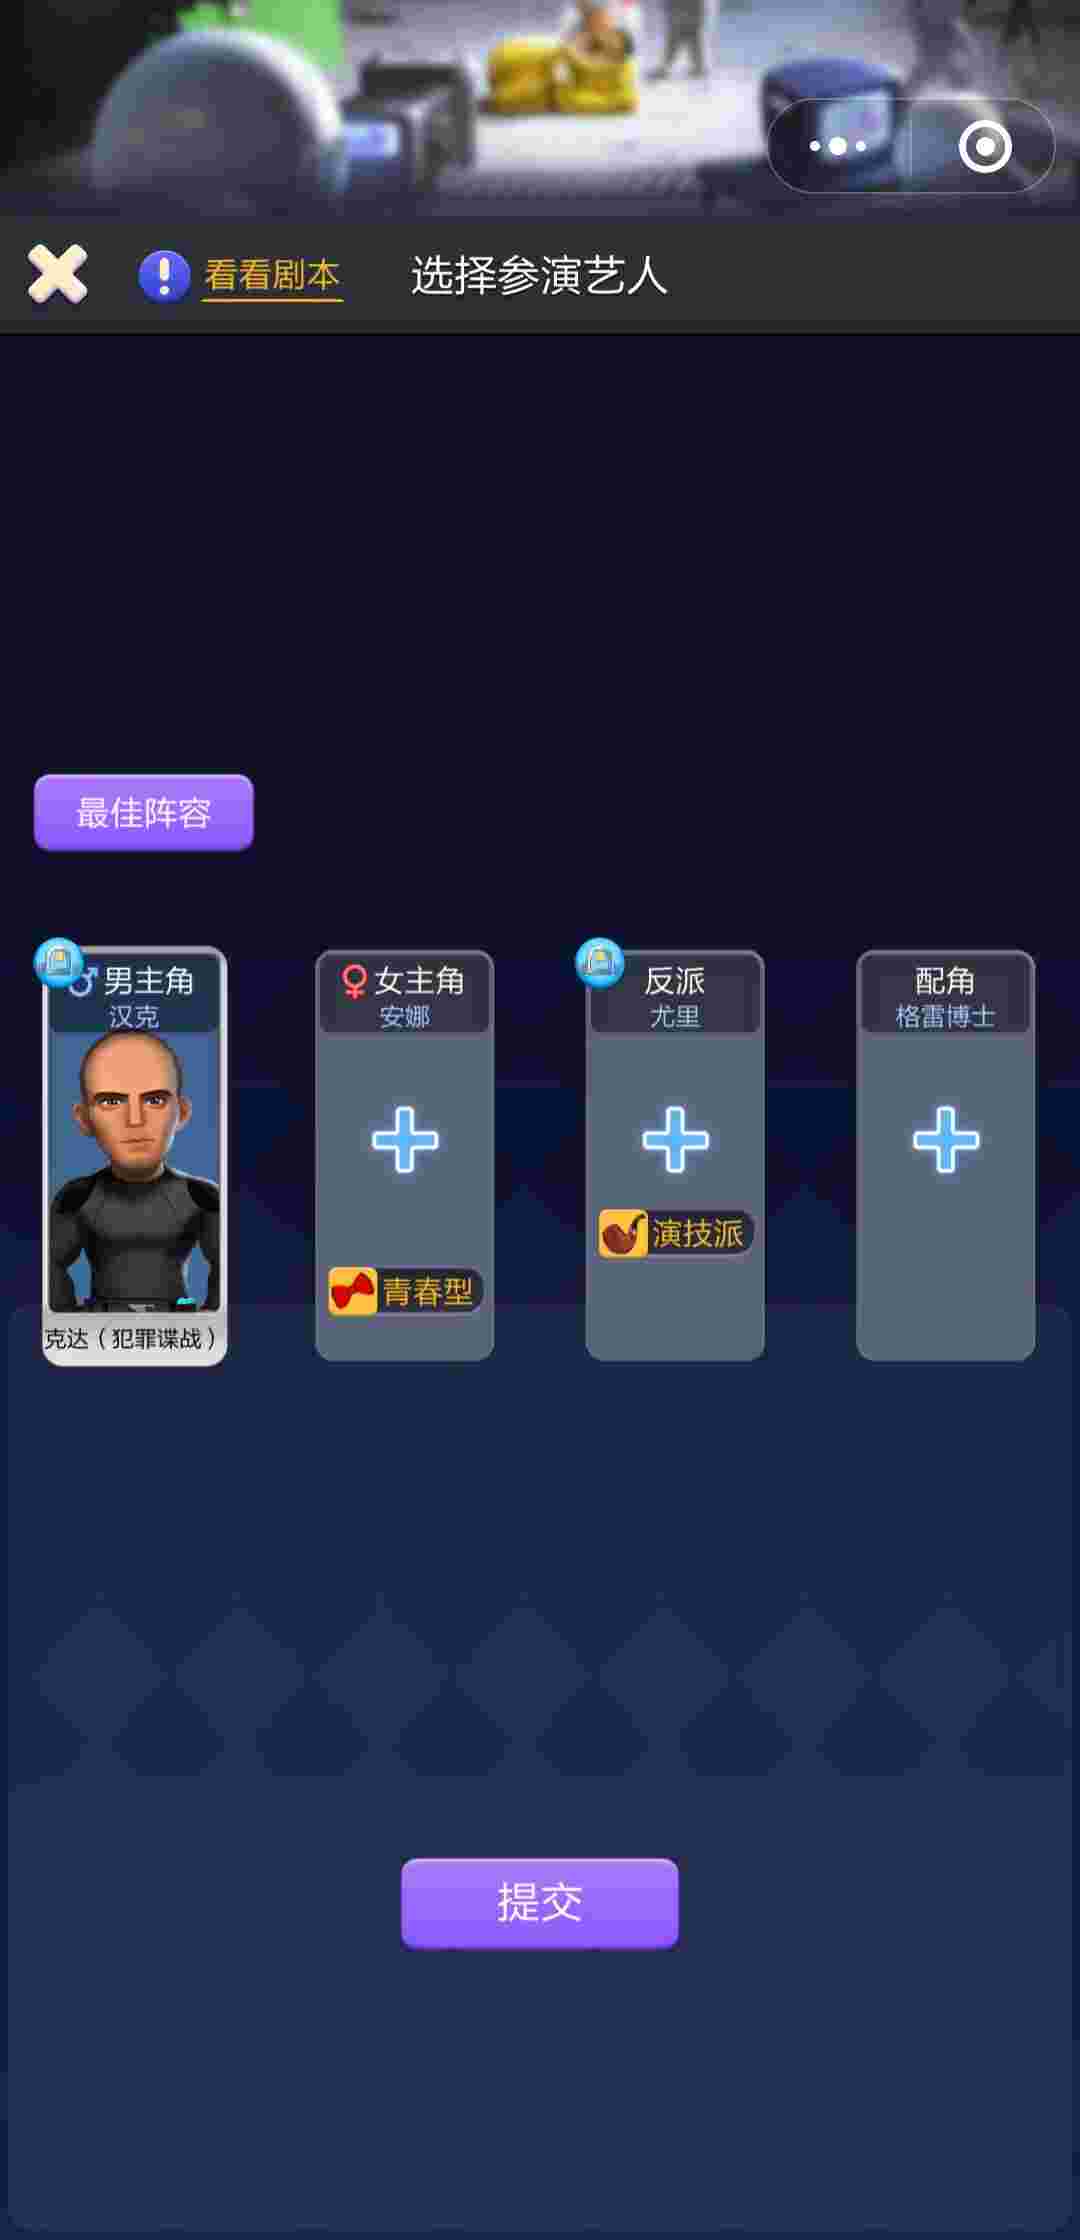 看看剧本
选择参演艺人
最佳阵容
男主角
汉克
克达（犯罪谍战）
女主角
安娜
青春型
反派
尤里
演技派
配角
格雷博士
提交